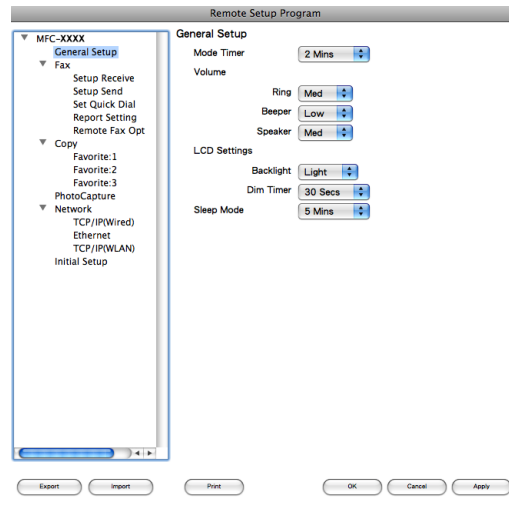 Remote Setup Program
MFC-XXXX
General Setup
Fax
Setup Receive
Setup Send
Set Quick Dial
Report Setting
Remote Fax Opt
Copy
Favorite:1
Favorite:2
Favorite:3
PhotoCapture
Network
TCP/IP(Wired)
Ethernet
TCP/IP(WLAN)
Initial Setup
General Setup
Mode Timer 2 Mins
Volume
Ring Med
Beeper Low
Speaker Med
LCD Settings
Backlight Light
Dim Timer 30 Secs
Sleep Mode 5 Mins
Export Import Print OK Cancel Apply